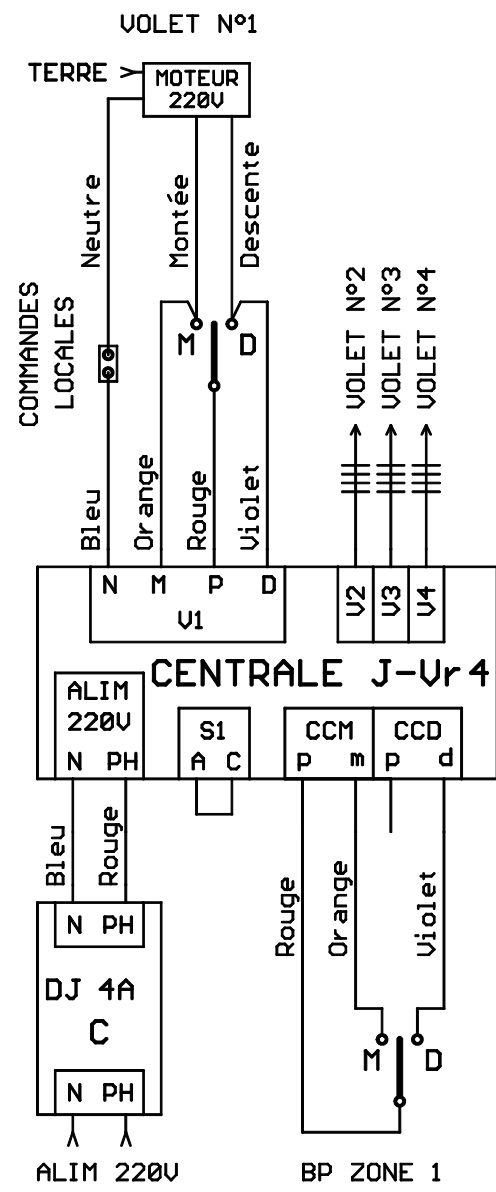 VOLET N°1
TERRE
MOTEUR
220V
Neutre
Montée
Descente
COMMANDES
LOCALES
M D
VOLET N°2
VOLET N°3
VOLET N°4
Bleu
Orange
Rouge
Violet
N M P D
V1
V2
V3
V4
CENTRALE J-Vr4
ALIM
220V
N PH
S1
A C
CCM
p m
CCD
p d
Bleu
Rouge
Rouge
Orange
Violet
N PH
DJ 4A
C
N PH
M D
ALIM 220V
BP ZONE 1